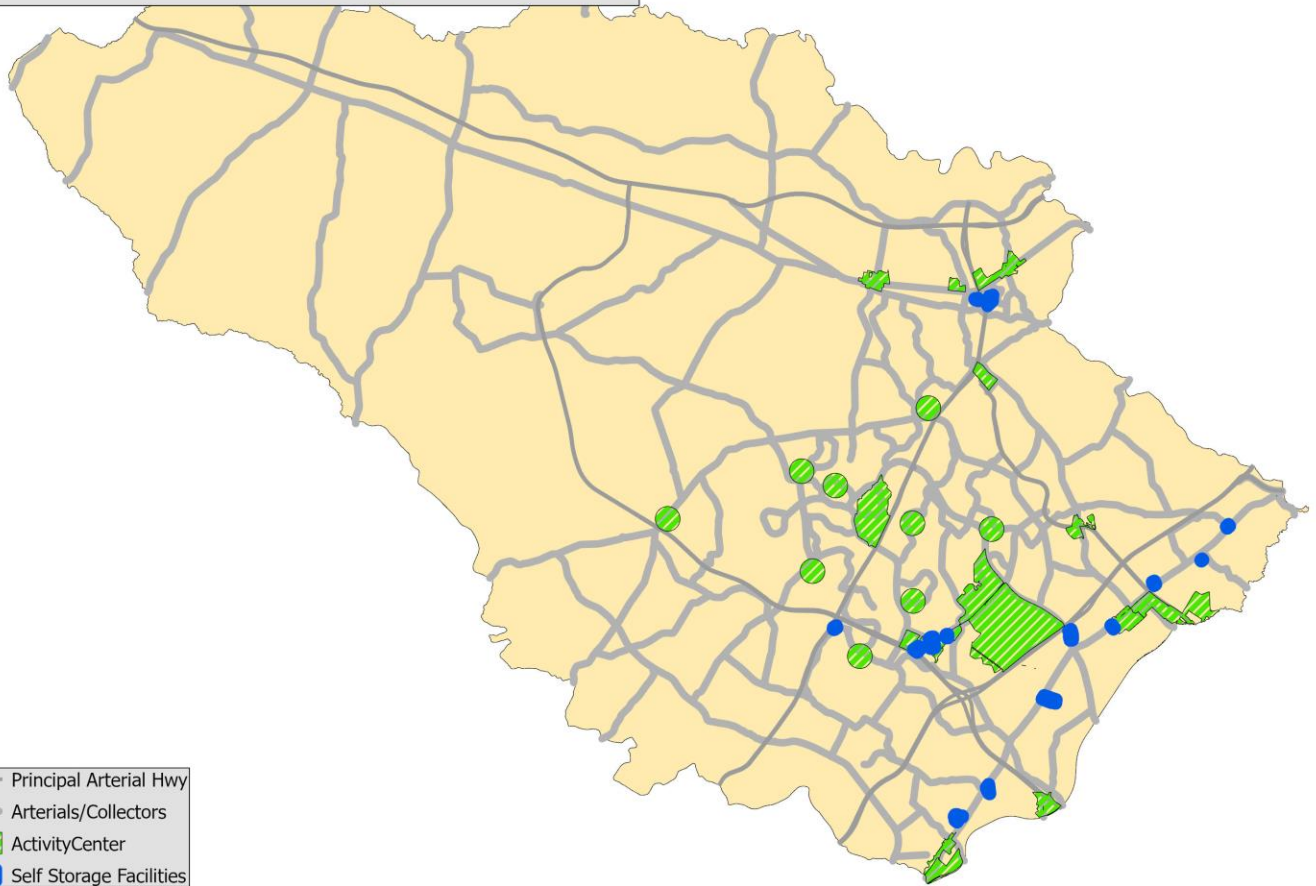 Principal Arterial Hwy
Arterials/Collectors
ActivityCenter
Self Storage Facilities